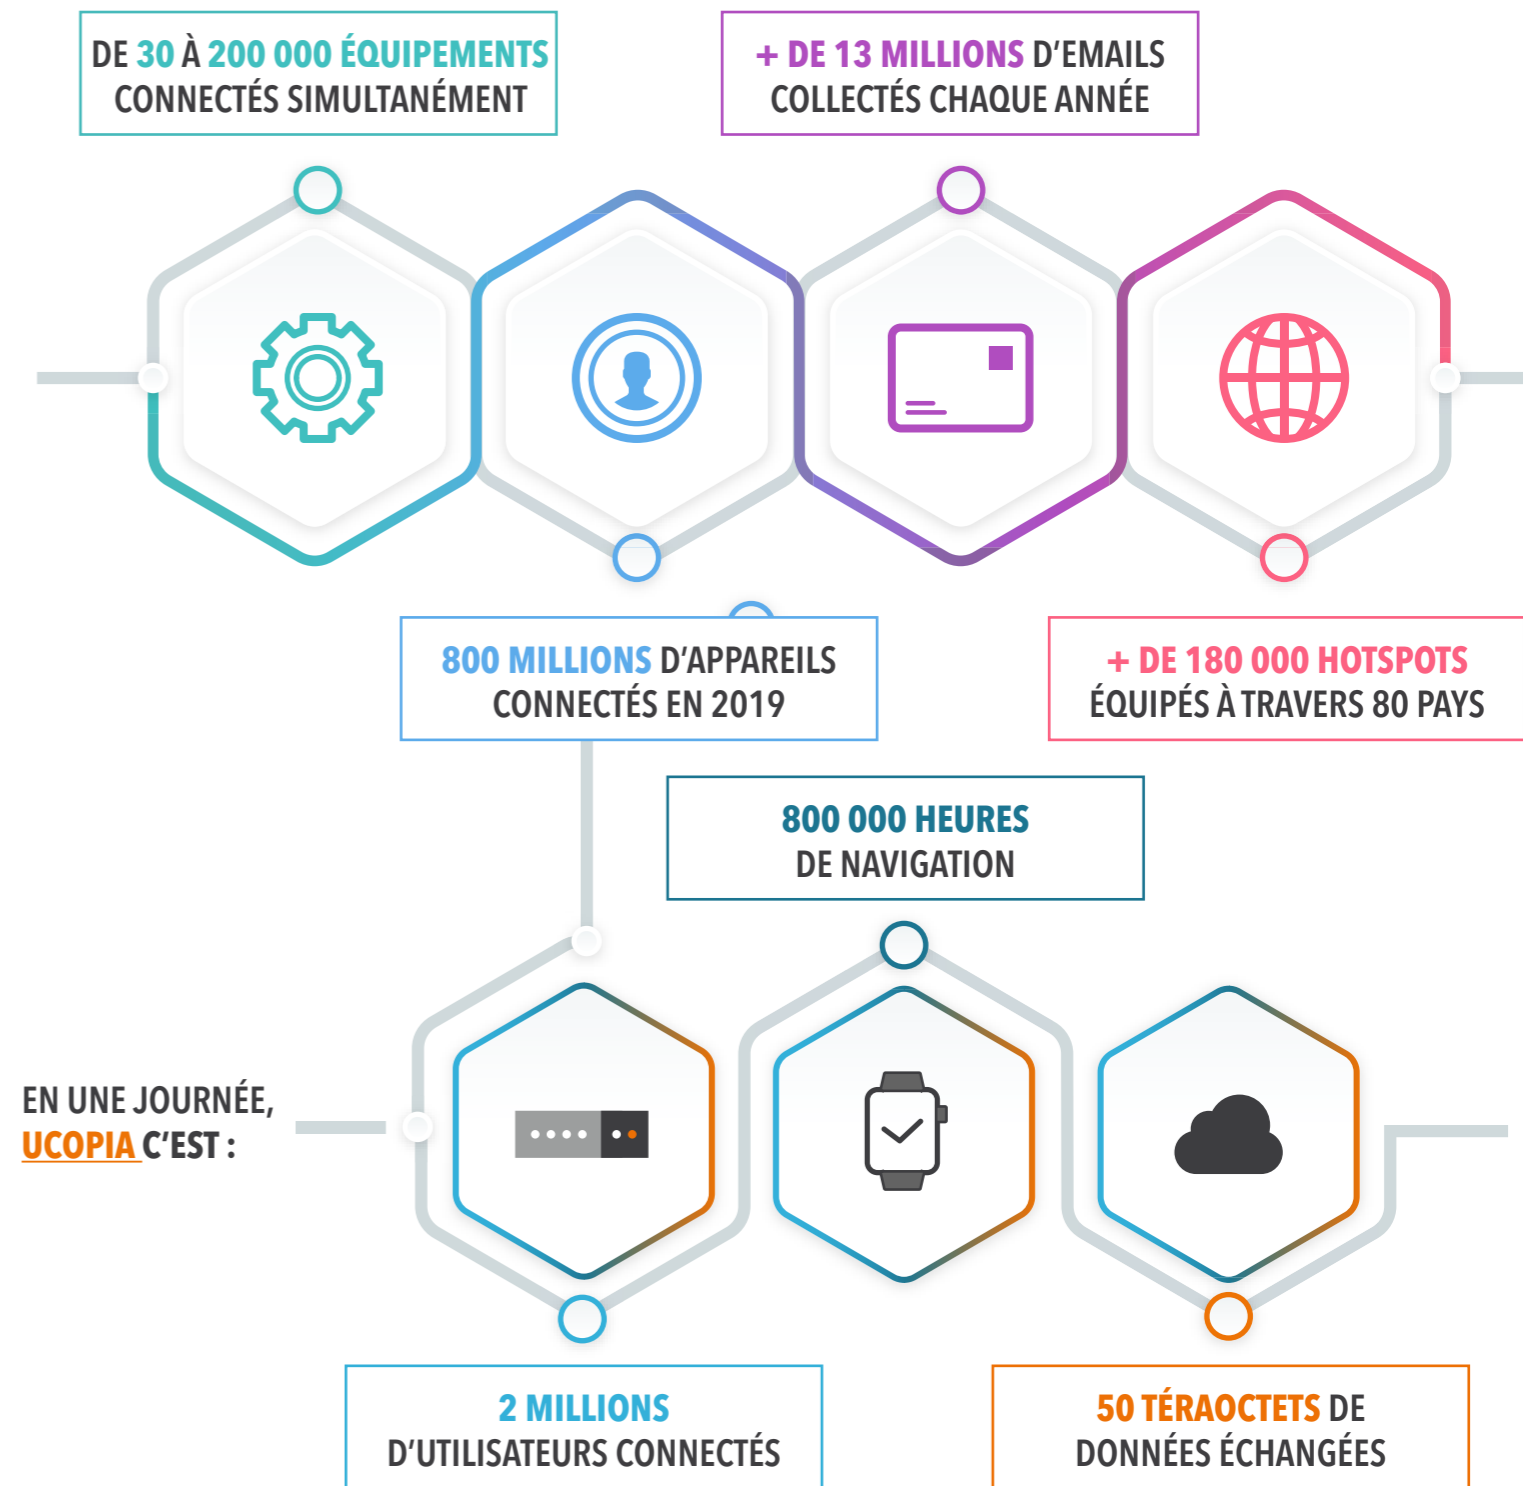 DE 30 À 200 000 ÉQUIPEMENTS
CONNECTÉS SIMULTANÉMENT
+ DE 13 MILLIONS D’EMAILS
COLLECTÉS CHAQUE ANNÉE
800 MILLIONS D’APPAREILS
CONNECTÉS EN 2019
+ DE 180 000 HOTSPOTS
ÉQUIPÉS À TRAVERS 80 PAYS
800 000 HEURES
DE NAVIGATION
EN UNE JOURNÉE,
UCOPIA C’EST :
2 MILLIONS
D’UTILISATEURS CONNECTÉS
50 TÉRAOCTETS DE
DONNÉES ÉCHANGÉES